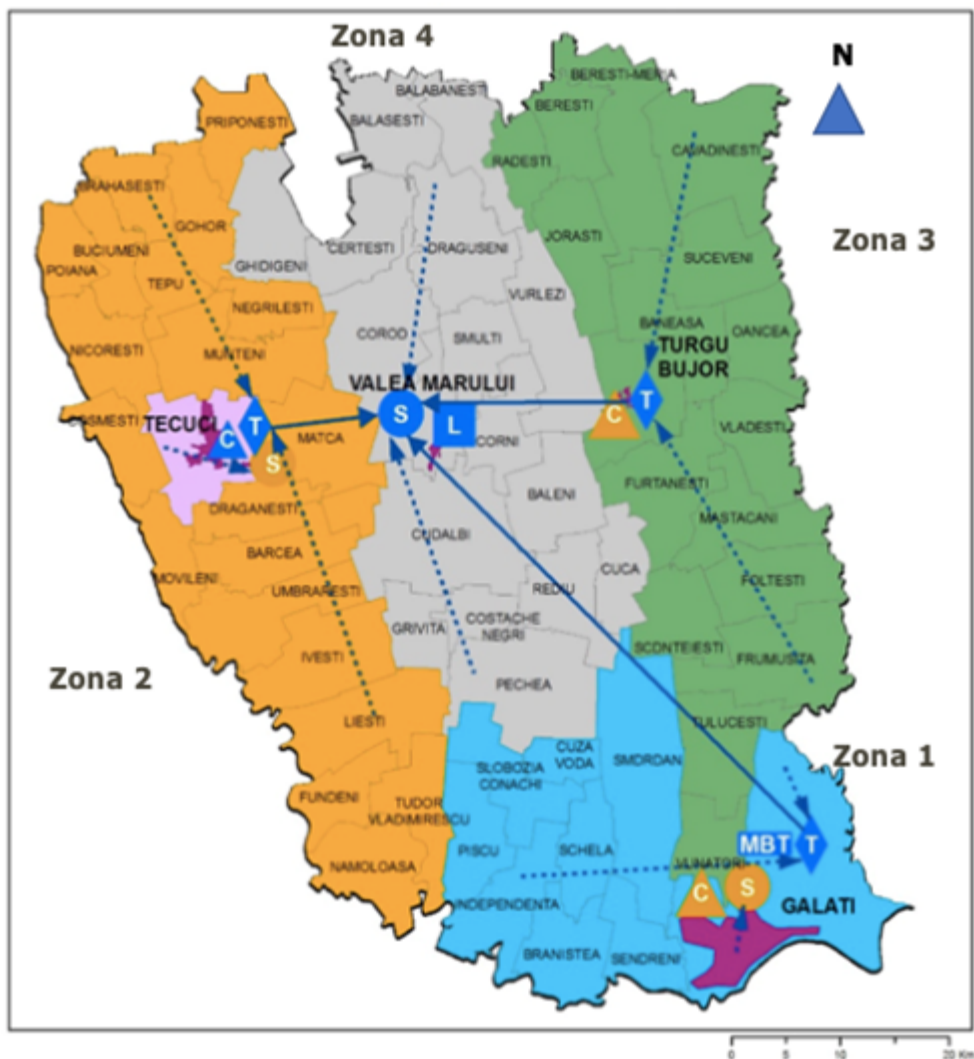 Zona 4
N
BERESTI-MERIA
BALABANESTI
BERESTI
PRIPONESTI
BALASESTI
CAVADINESTI
RADESTI
BRAHASESTI
GOHOR
JORASTI
Zona 3
BUCIUMENI
CERTESTI
DRAGUSENI
SUCEVENI
POIANA
GHIDIGENI
TEPU
VURLEZI
NEGRILESTI
BANEASA
OANCEA
COROD
SMULTI
NICORESTI
MUNTENI
TURGU
BUJOR
VALEA MARULUI
T
COSMESTI
TECUCI
T
S
L
C
VLADESTI
C
MATCA
CORNI
S
FURTANESTI
BALENI
DRAGANESTI
MASTACANI
CUDALBI
BARCEA
CUCA
MOVILENI
UMBRARESTI
REDIU
FOLTESTI
GRIVITA
COSTACHE
NEGRI
SCONTEIESTI
IVESTI
FRUMUSITA
Zona 2
PECHEA
LIESTI
TULUCESTI
CUZA
VODA
Zona 1
SLOBOZIA
CONACHI
SMDRDAN
FUNDENI
TUDOR
VLADIMIRESCU
MBT
T
PISCU
SCHELA
VUNATORI
NAMOLOASA
C
S
INDEPENDENTA
GALATI
BRANISTEA
SENDRENI
0 5 10 20 Km